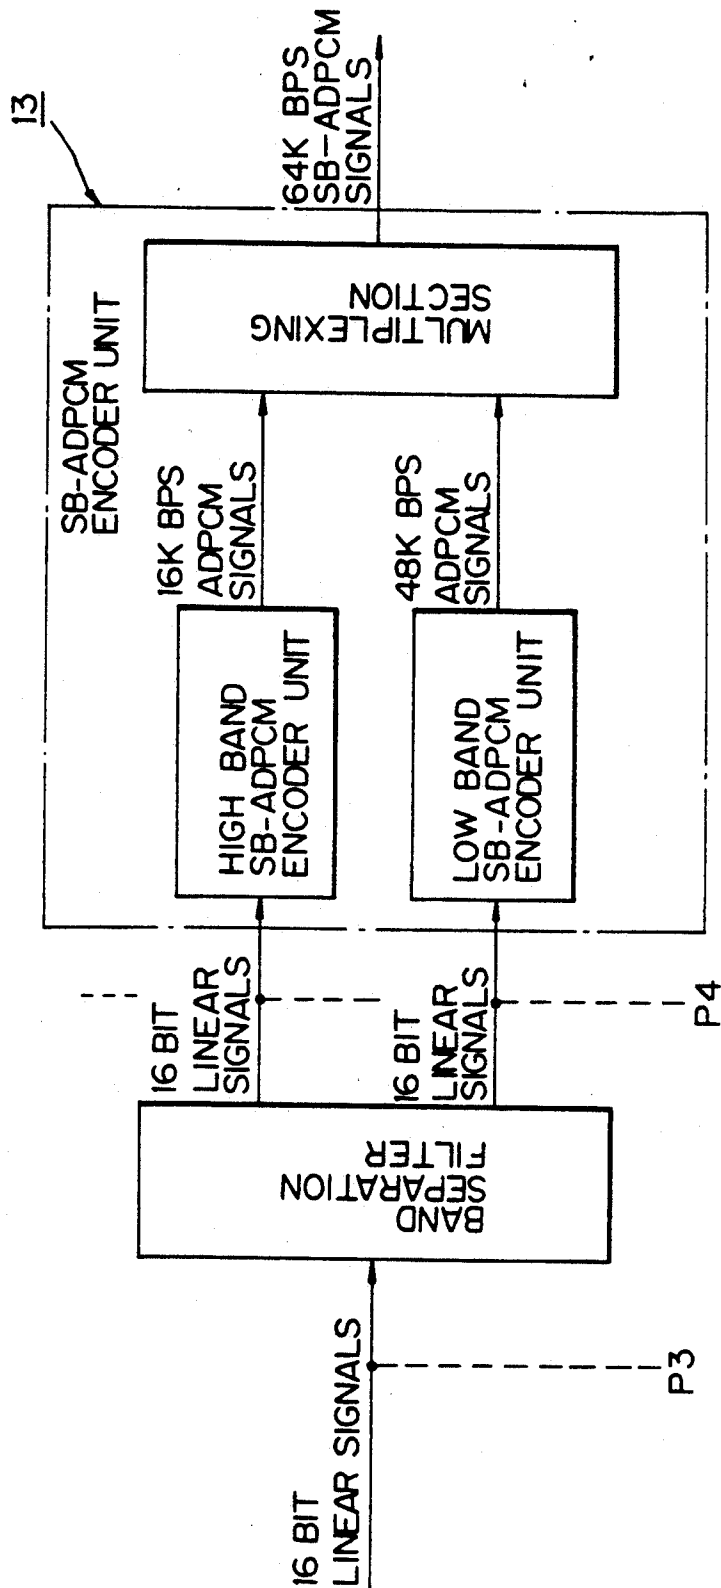 13
16 BIT
LINEAR SIGNALS
P3
BAND
SEPARATION
FILTER
16 BIT
LINEAR
SIGNALS
16 BIT
LINEAR
SIGNALS
P4
SB-ADPCM
ENCODER UNIT
HIGH BAND
SB-ADPCM
ENCODER UNIT
LOW BAND
SB-ADPCM
ENCODER UNIT
16K BPS
ADPCM
SIGNALS
48K BPS
ADPCM
SIGNALS
MULTIPLEXING
SECTION
64K BPS
SB-ADPCM
SIGNALS